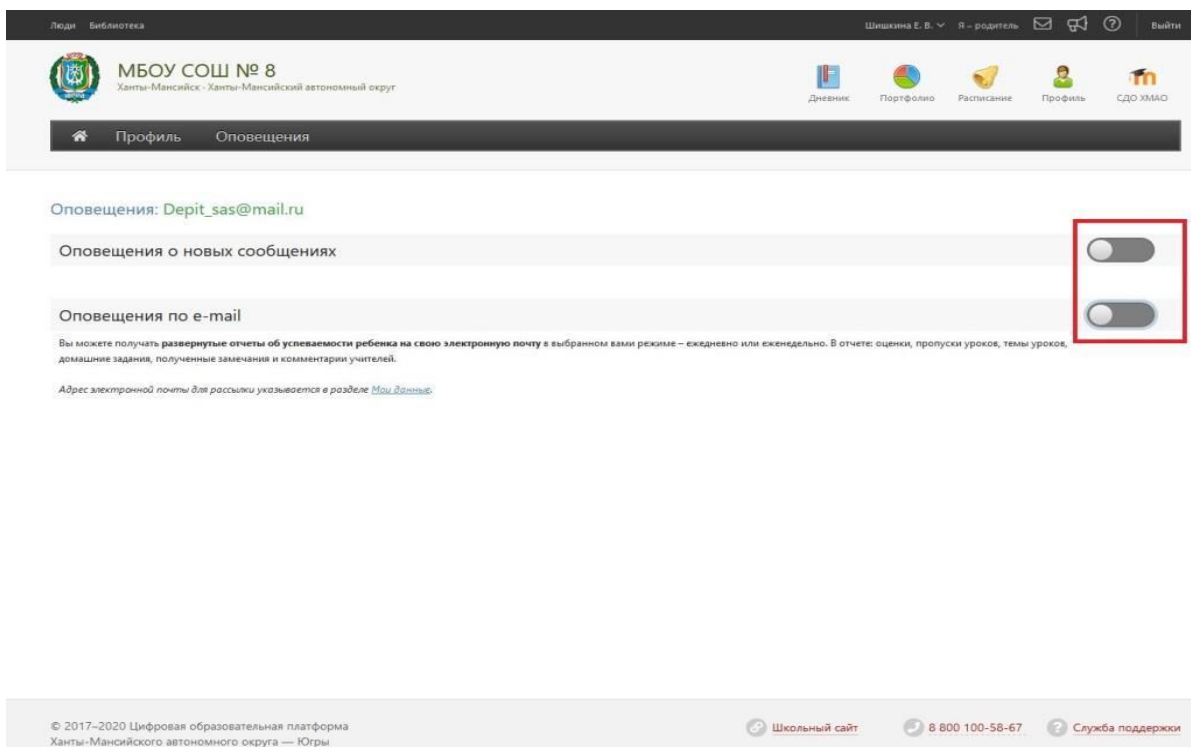 Люди Библиотека Шишкина Е. В. Я – родитель Выйти
МБОУ СОШ № 8
Ханты-Мансийск · Ханты-Мансийский автономный округ
Дневник Портфолио Расписание Профиль СДО ХМАО
Профиль Оповещения
Оповещения: Depit_sas@mail.ru
Оповещения о новых сообщениях
Оповещения по e-mail
Вы можете получать развернутые отчеты об успеваемости ребенка на свою электронную почту в выбранном вами режиме – ежедневно или еженедельно. В отчете: оценки, пропуски уроков, темы уроков,
домашние задания, полученные замечания и комментарии учителей.
Адрес электронной почты для рассылки указывается в разделе Мои данные.
© 2017–2020 Цифровая образовательная платформа
Ханты-Мансийского автономного округа — Югры
Школьный сайт 8 800 100-58-67 Служба поддержки